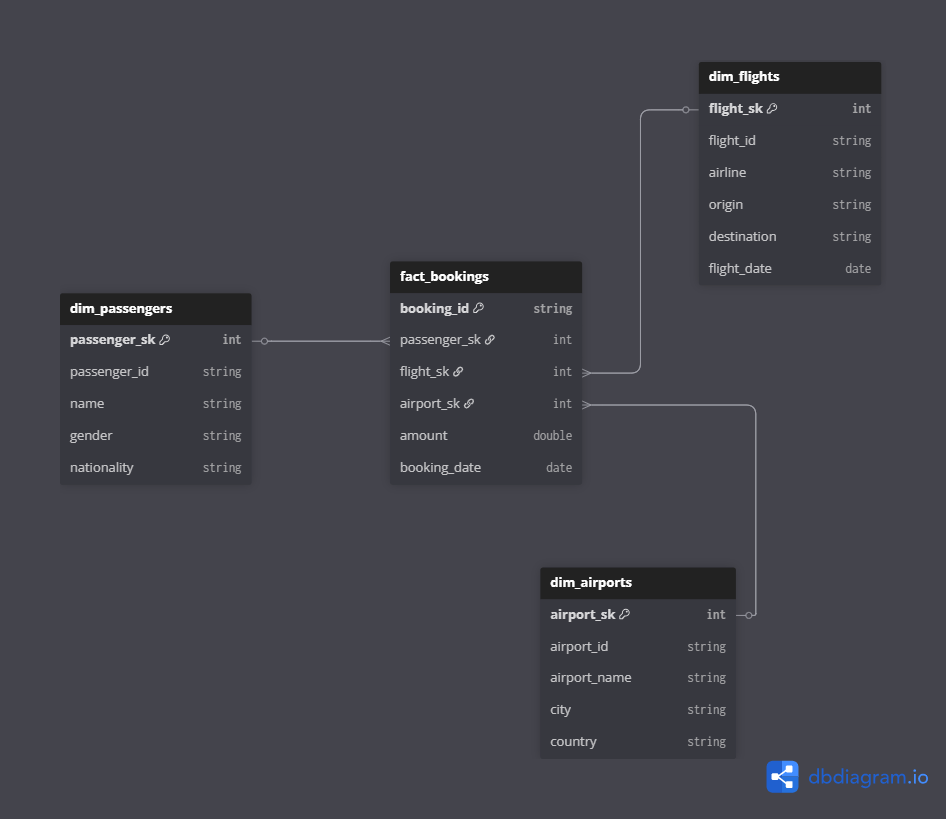 dim_flights
flight_sk int
flight_id string
airline string
origin string
destination string
flight_date date
fact_bookings
booking_id string
passenger_sk int
flight_sk int
airport_sk int
amount double
booking_date date
dim_passengers
passenger_sk int
passenger_id string
name string
gender string
nationality string
dim_airports
airport_sk int
airport_id string
airport_name string
city string
country string
dbdiagram.io